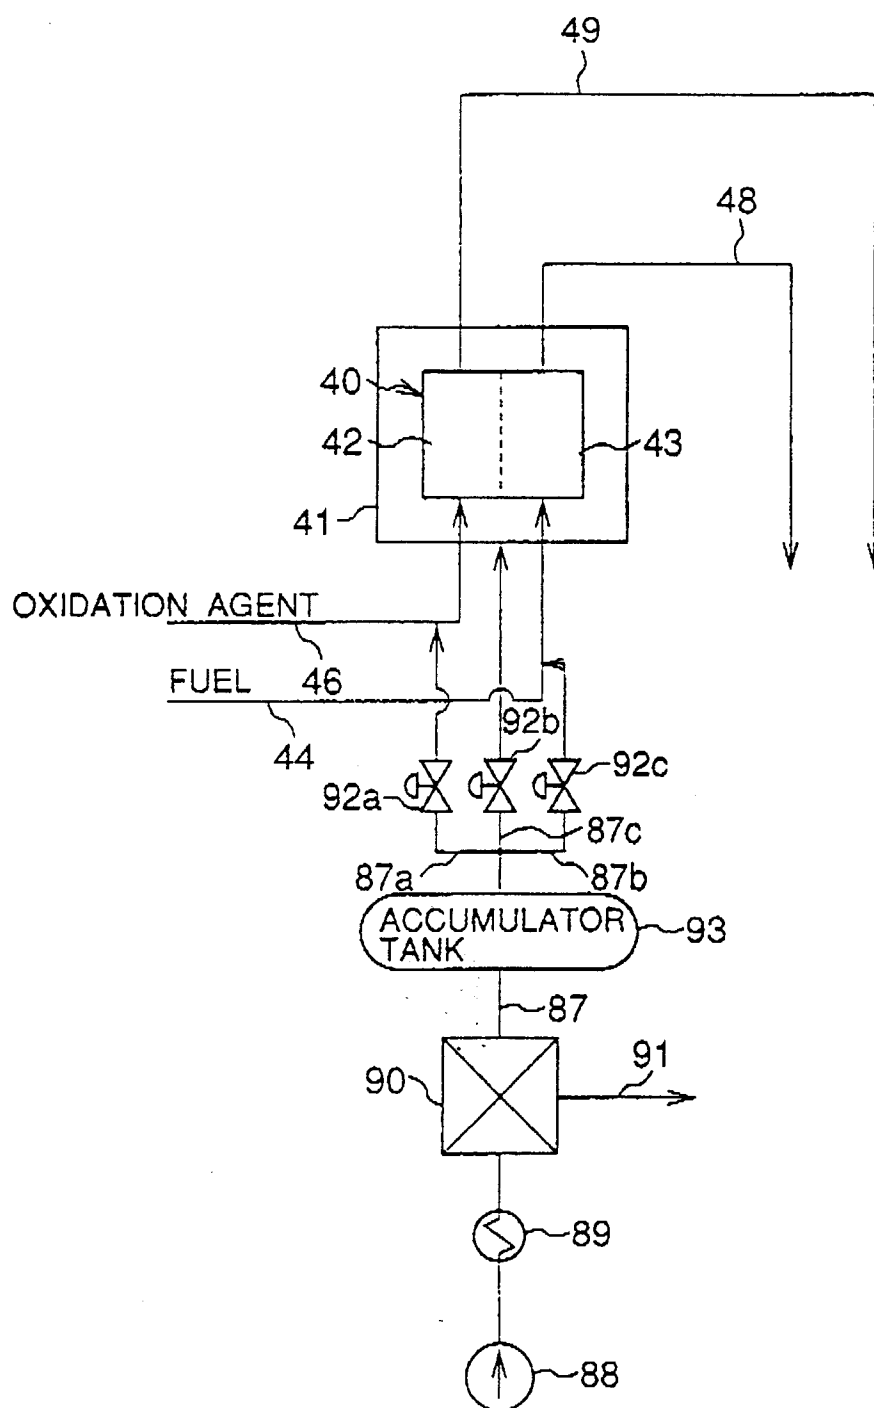 49
48
40
42
43
41
OXIDATION AGENT
46
FUEL
44
92b
92a
92c
87c
87a
87b
ACCUMULATOR
TANK
93
87
91
90
89
88